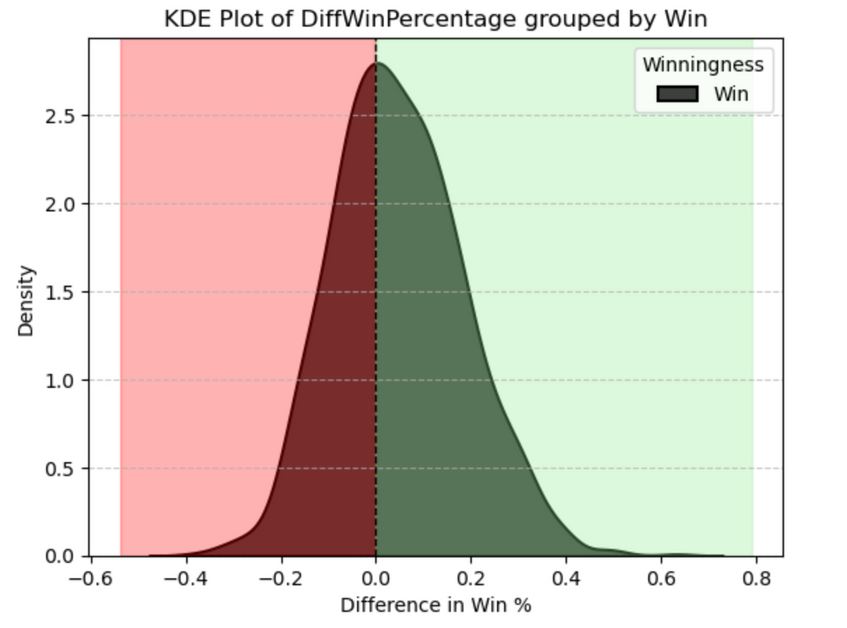 KDE Plot of DiffWinPercentage grouped by Win
Winningness
Win
2.5
2.0
1.5
1.0
0.5
0.0
Density
−0.6 −0.4 −0.2 0.0 0.2 0.4 0.6 0.8
Difference in Win %